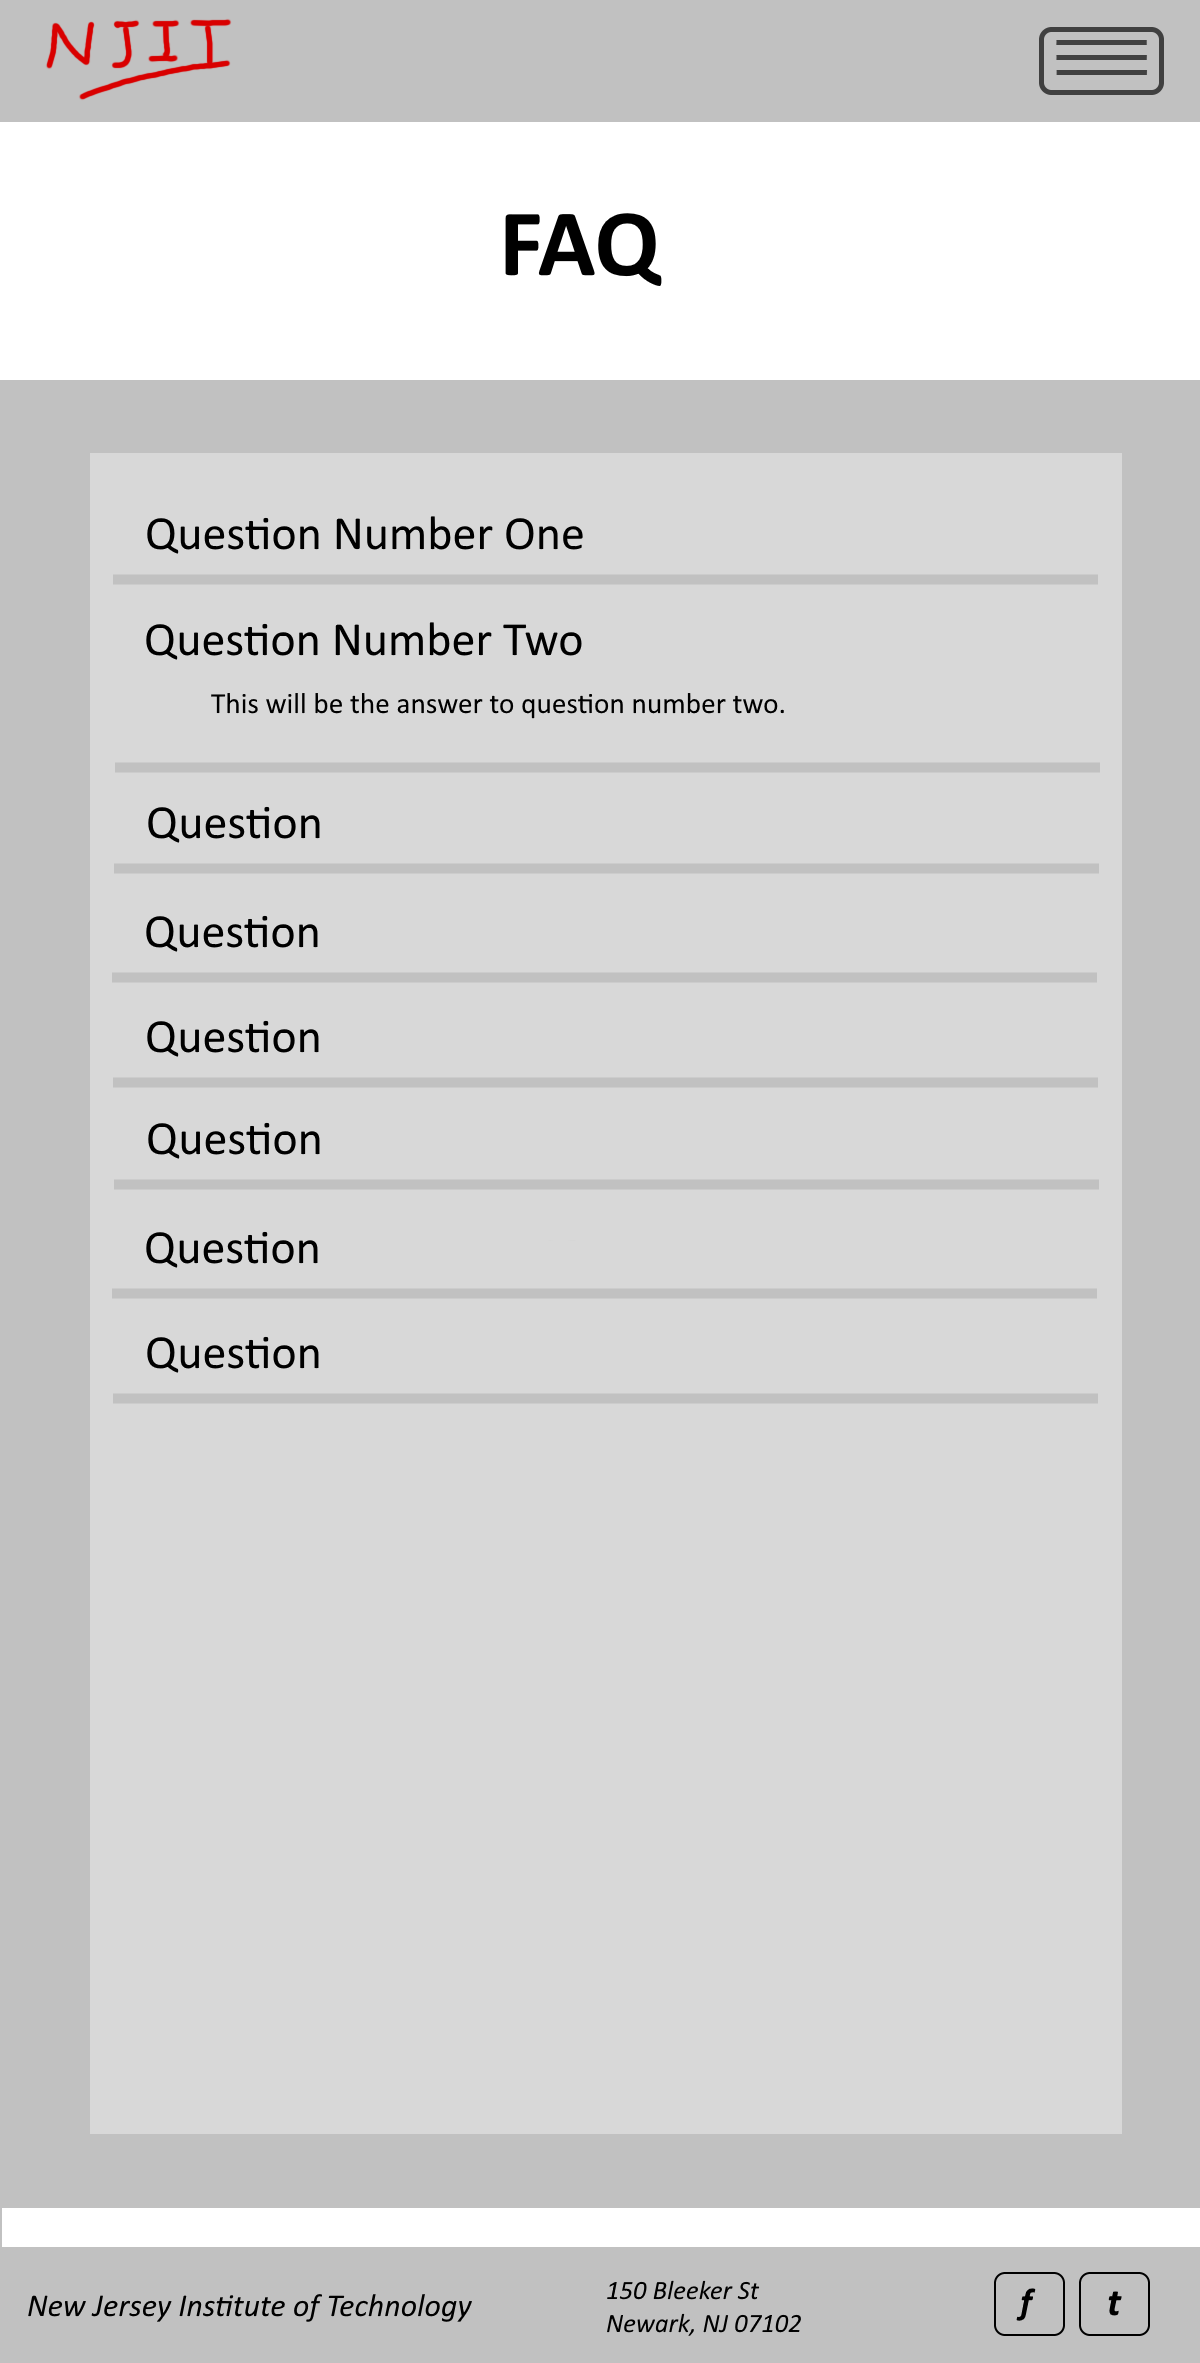 NJIT
FAQ
Question Number One
Question Number Two
This will be the answer to question number two.
Question
Question
Question
Question
Question
Question
New Jersey Institute of Technology
150 Bleeker St
Newark, NJ 07102
f
t